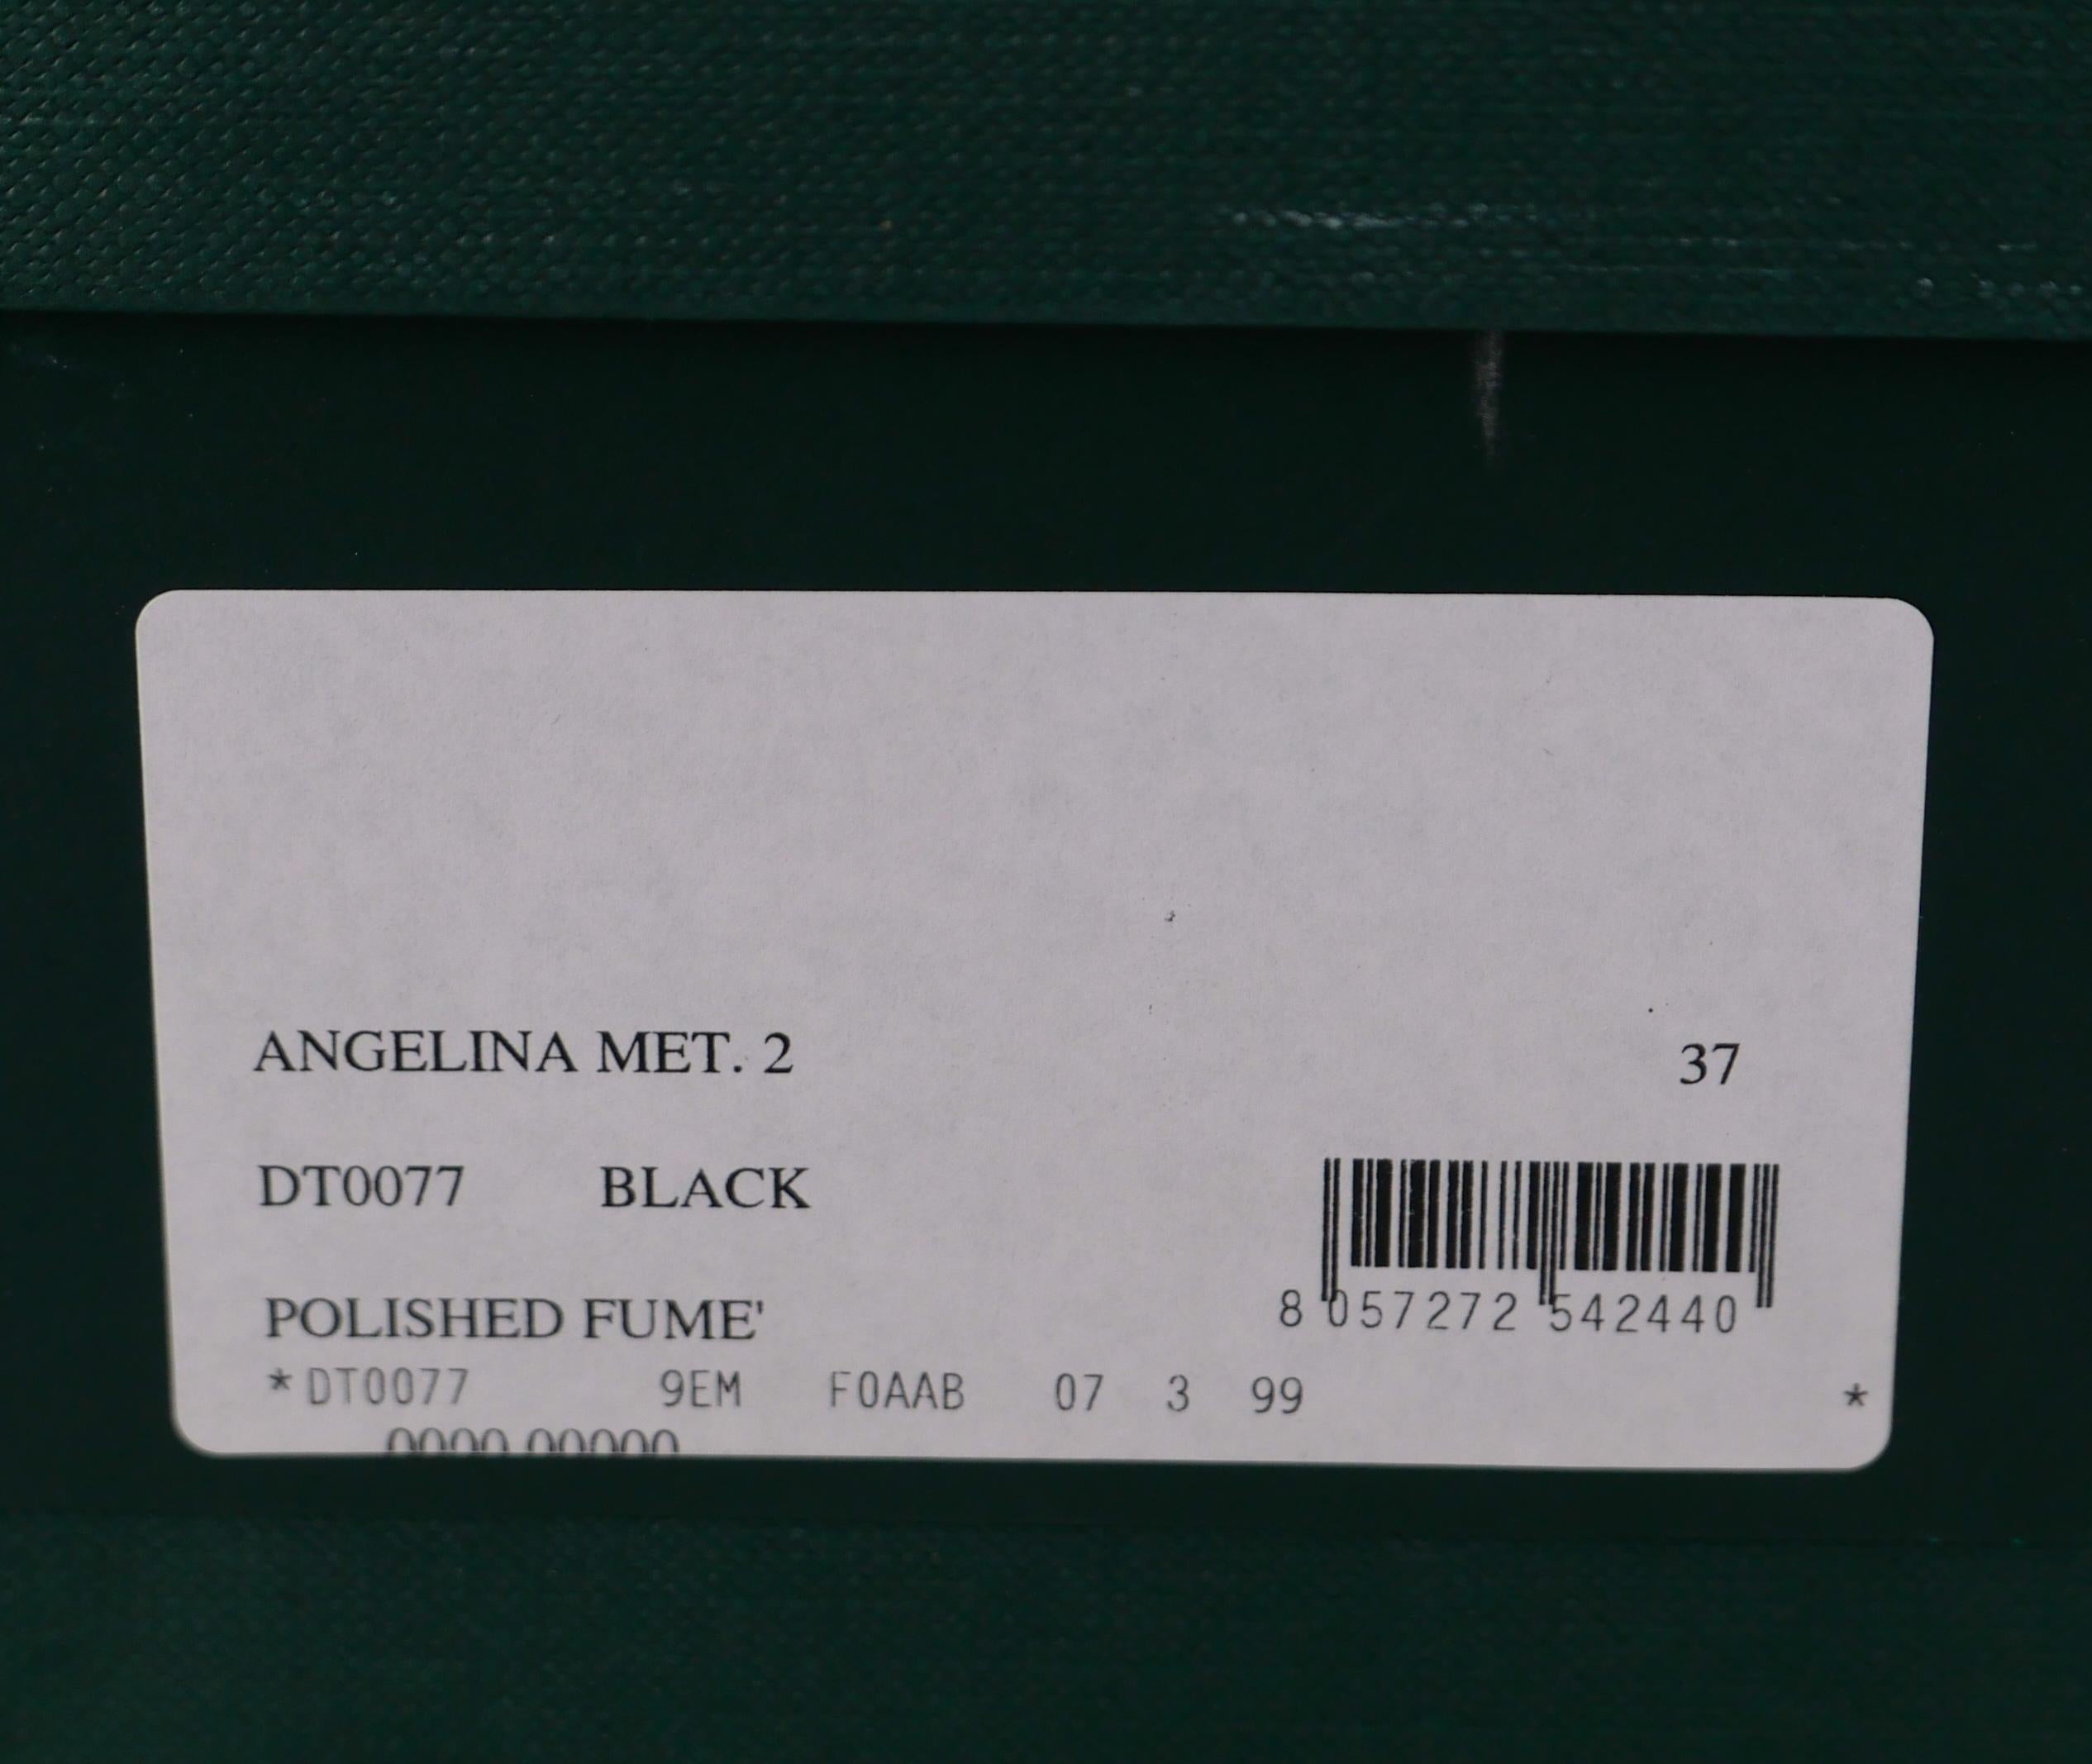 ANGELINA MET. 2 37
DT0077 BLACK
POLISHED FUME'
8 057272 542440
*DT0077 9EM F0AAB 07 3 99 *